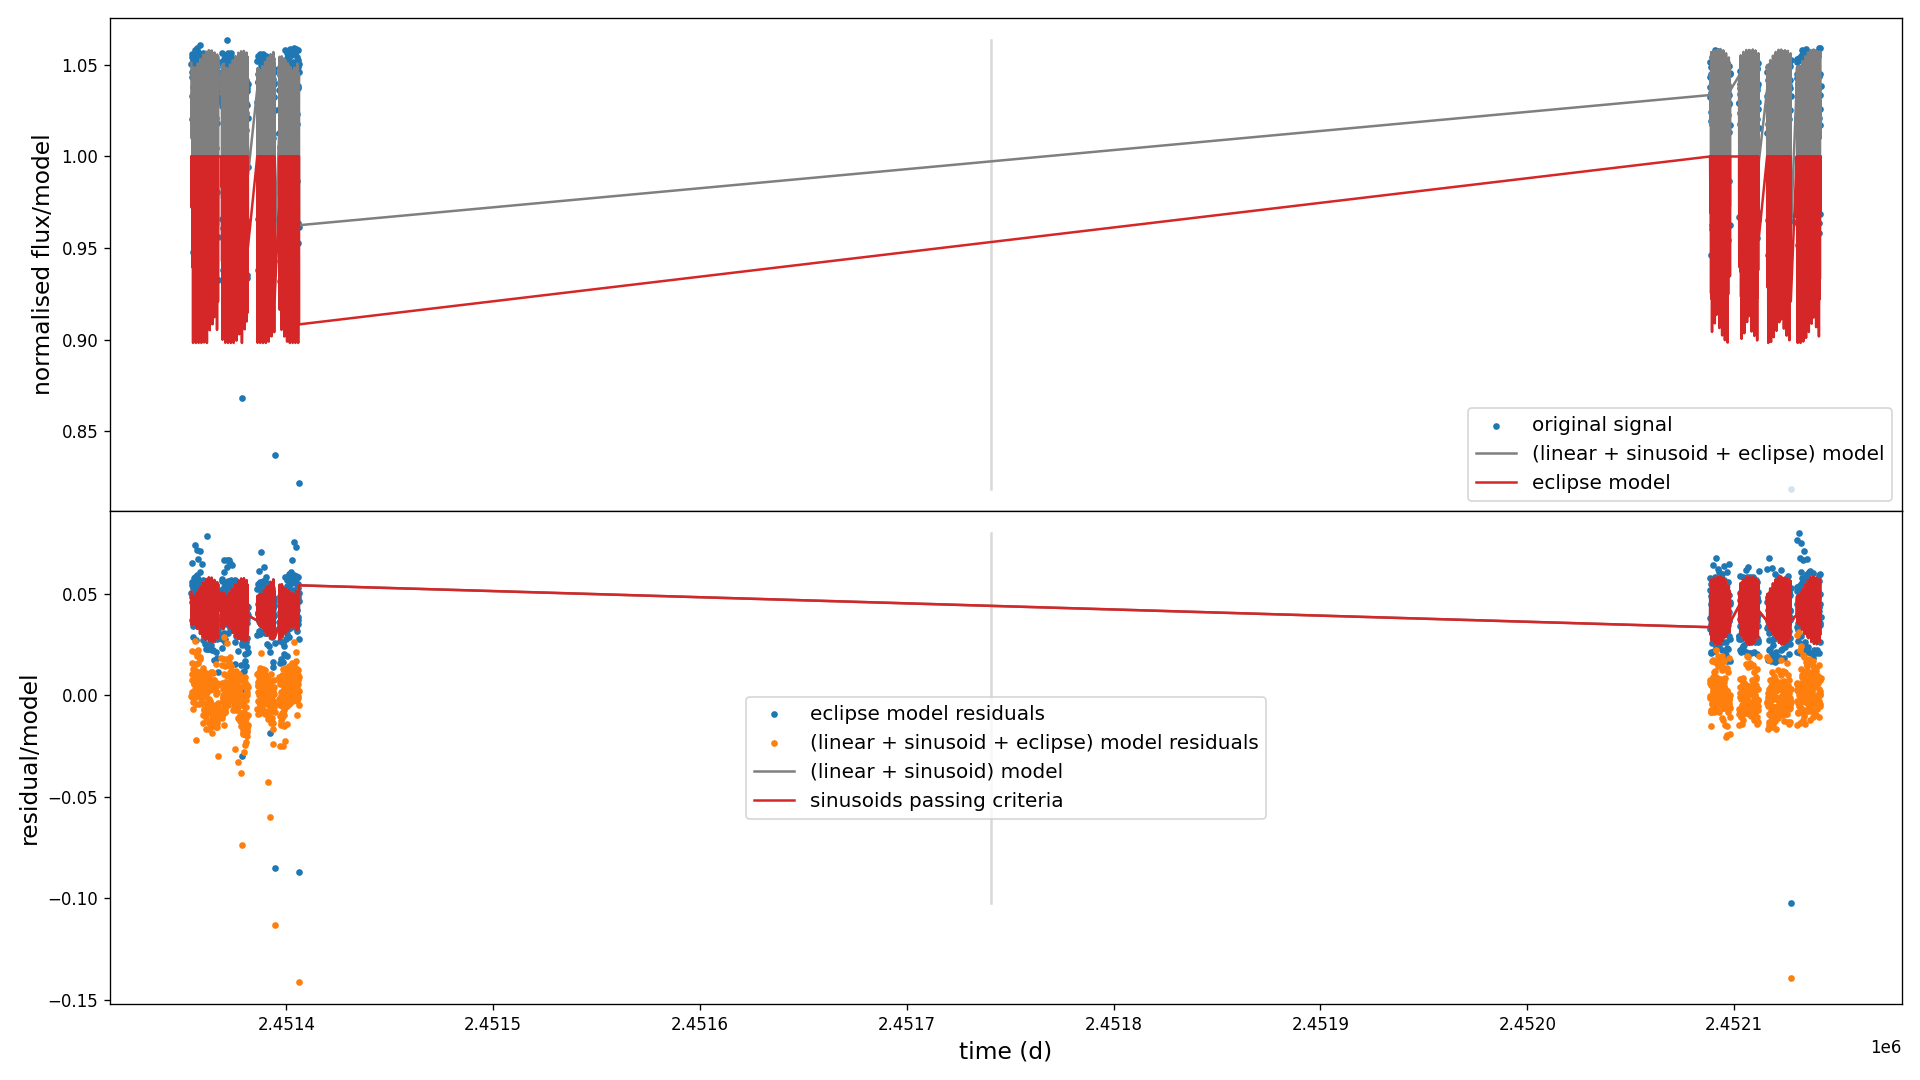 normalised flux/model
1.05
1.00
0.95
0.90
0.85
original signal
(linear + sinusoid + eclipse) model
eclipse model
residual/model
0.05
0.00
−0.05
−0.10
−0.15
eclipse model residuals
(linear + sinusoid + eclipse) model residuals
(linear + sinusoid) model
sinusoids passing criteria
2.4514 2.4515 2.4516 2.4517 2.4518 2.4519 2.4520 2.4521
1e6
time (d)